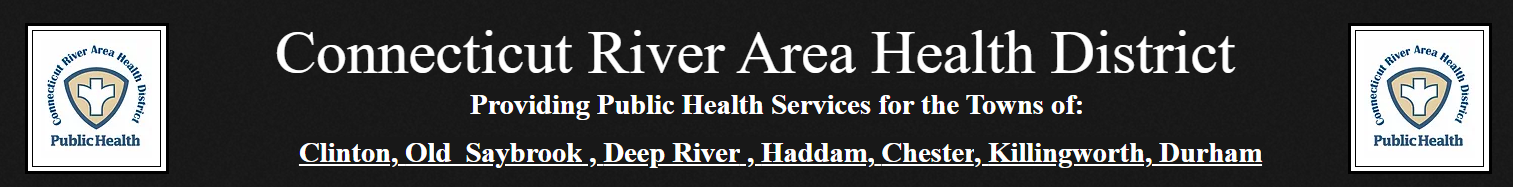 Connecticut River Area Health District
Public Health
Connecticut River Area Health District
Providing Public Health Services for the Towns of:
Clinton, Old  Saybrook , Deep River , Haddam, Chester, Killingworth, Durham
Connecticut River Area Health District
Public Health